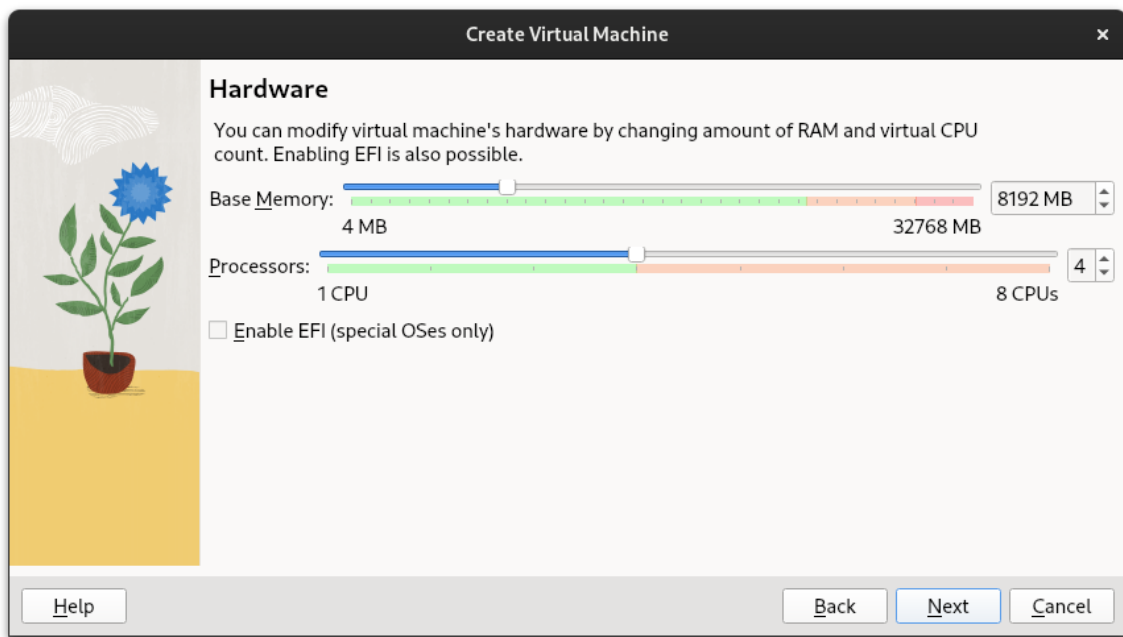 Create Virtual Machine
Hardware
You can modify virtual machine's hardware by changing amount of RAM and virtual CPU
count. Enabling EFI is also possible.
Base Memory: 8192 MB
4 MB 32768 MB
Processors: 4
1 CPU 8 CPUs
Enable EFI (special OSes only)
Help Back Next Cancel